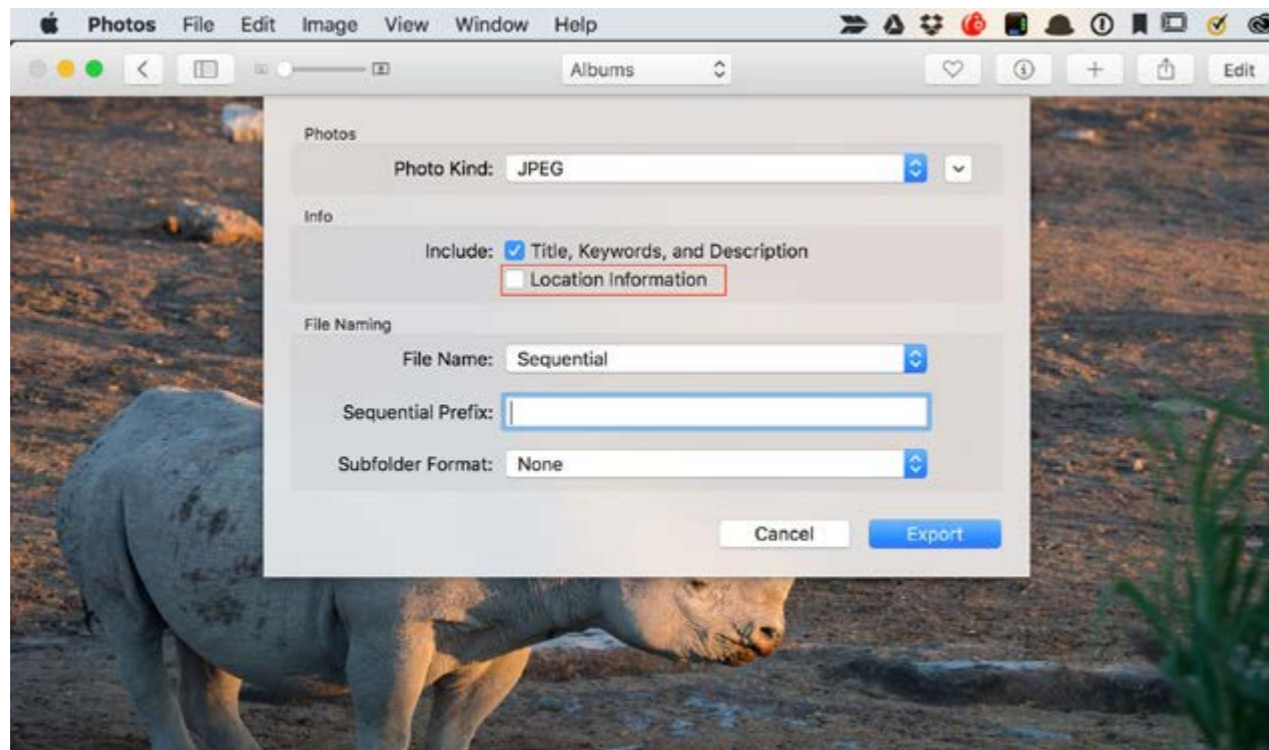 Photos File Edit Image View Window Help
Albums Edit
Photos
Photo Kind: JPEG
Info
Include: Title, Keywords, and Description
Location Information
File Naming
File Name: Sequential
Sequential Prefix:
Subfolder Format: None
Cancel Export